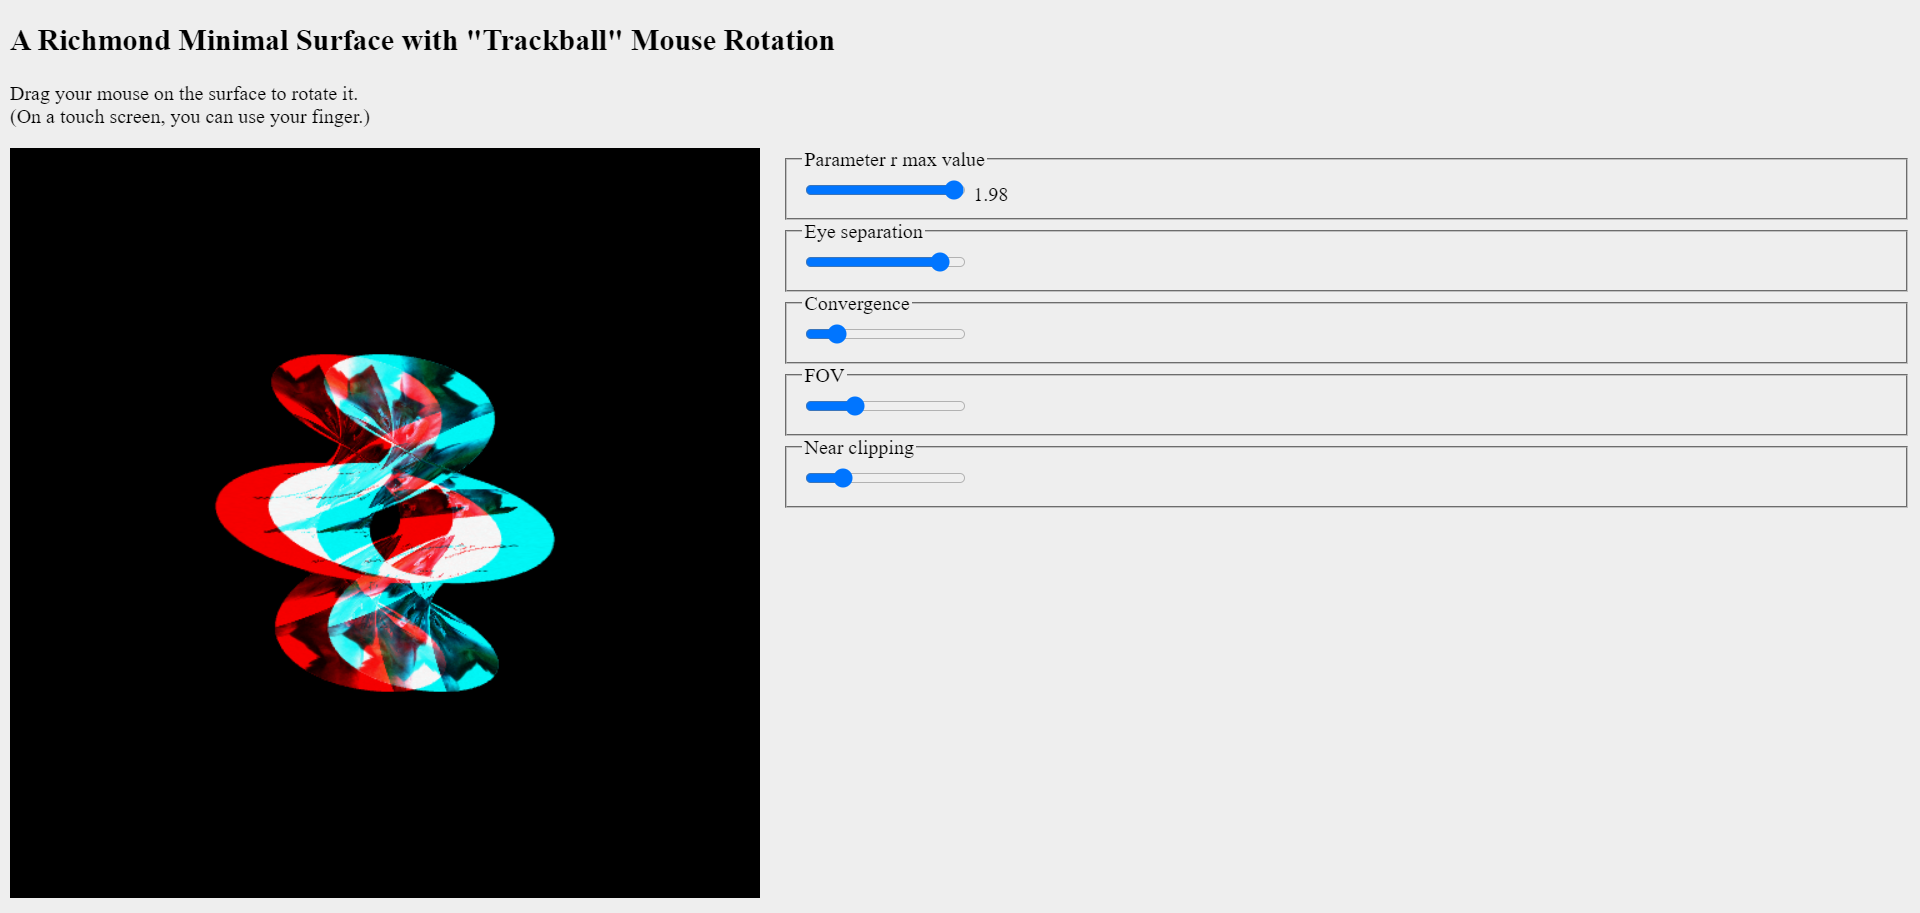 A Richmond Minimal Surface with "Trackball" Mouse Rotation
Drag your mouse on the surface to rotate it.
(On a touch screen, you can use your finger.)
Parameter r max value
1.98
Eye separation
Convergence
FOV
Near clipping